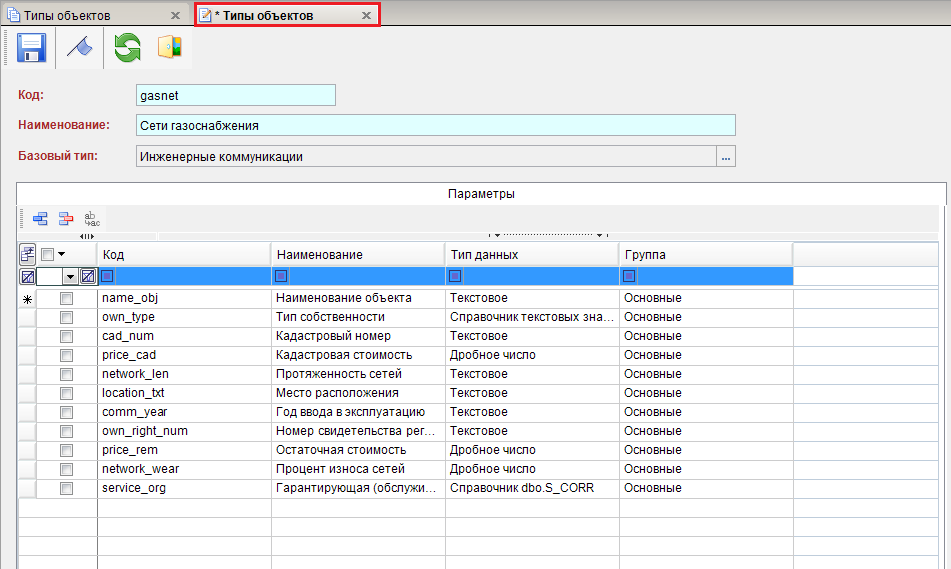 Типы объектов
* Типы объектов
Код:
gasnet
Наименование:
Сети газоснабжения
Базовый тип:
Инженерные коммуникации
...
Параметры
ab
ac
Код Наименование Тип данных Группа
name_obj Наименование объекта Текстовое Основные
own_type Тип собственности Справочник текстовых зна... Основные
cad_num Кадастровый номер Текстовое Основные
price_cad Кадастровая стоимость Дробное число Основные
network_len Протяженность сетей Текстовое Основные
location_txt Место расположения Текстовое Основные
comm_year Год ввода в эксплуатацию Текстовое Основные
own_right_num Номер свидетельства рег... Текстовое Основные
price_rem Остаточная стоимость Дробное число Основные
network_wear Процент износа сетей Дробное число Основные
service_org Гарантирующая (обслужи... Справочник dbo.S_CORR Основные